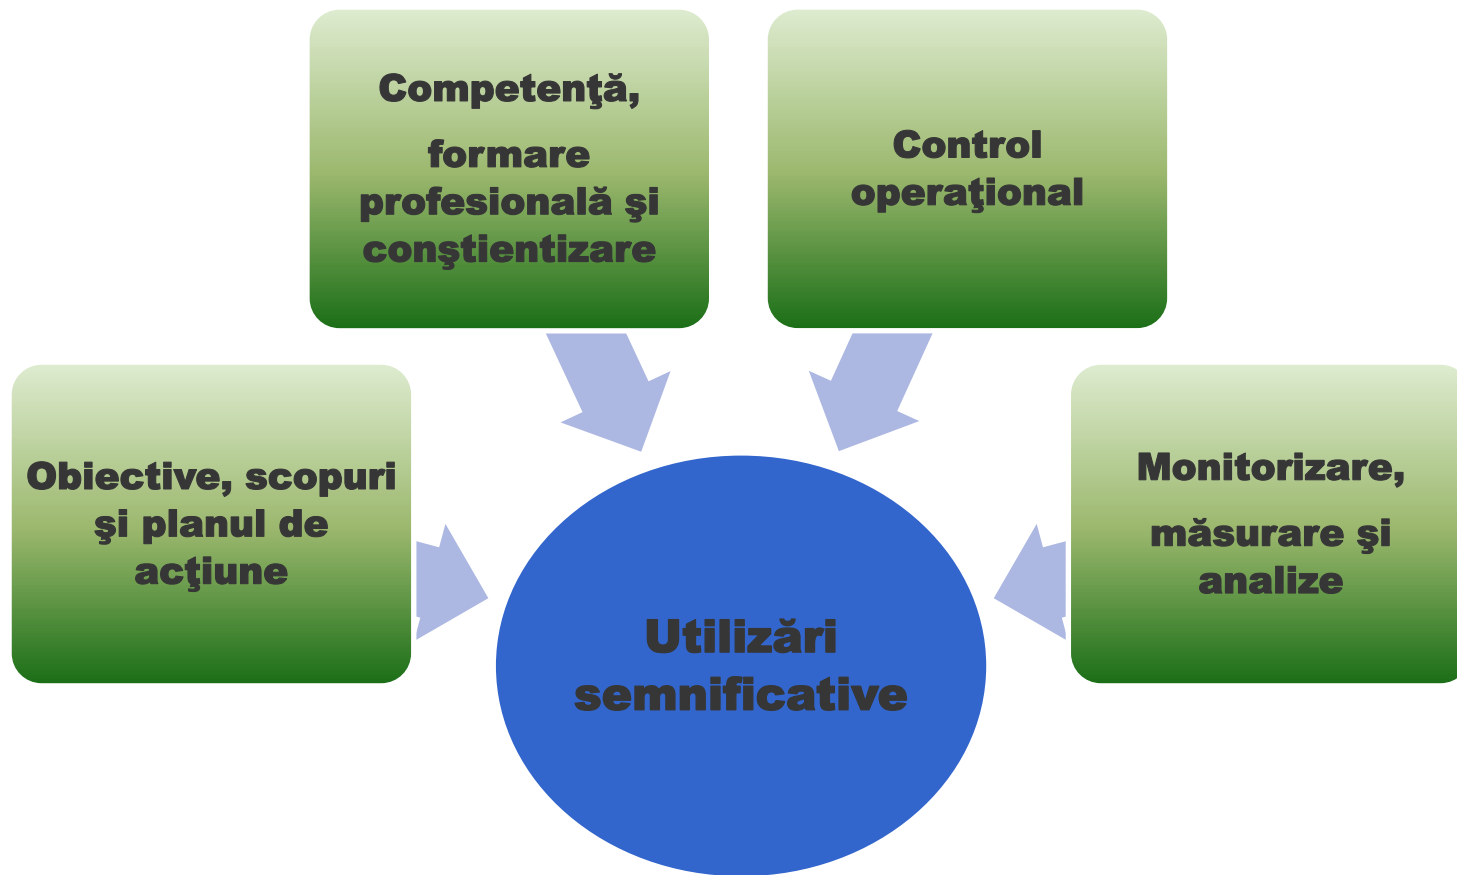 Competenţă,
formare
profesională şi
conştientizare
Control
operaţional
Obiective, scopuri
şi planul de
acţiune
Monitorizare,
măsurare şi
analize
Utilizări
semnificative